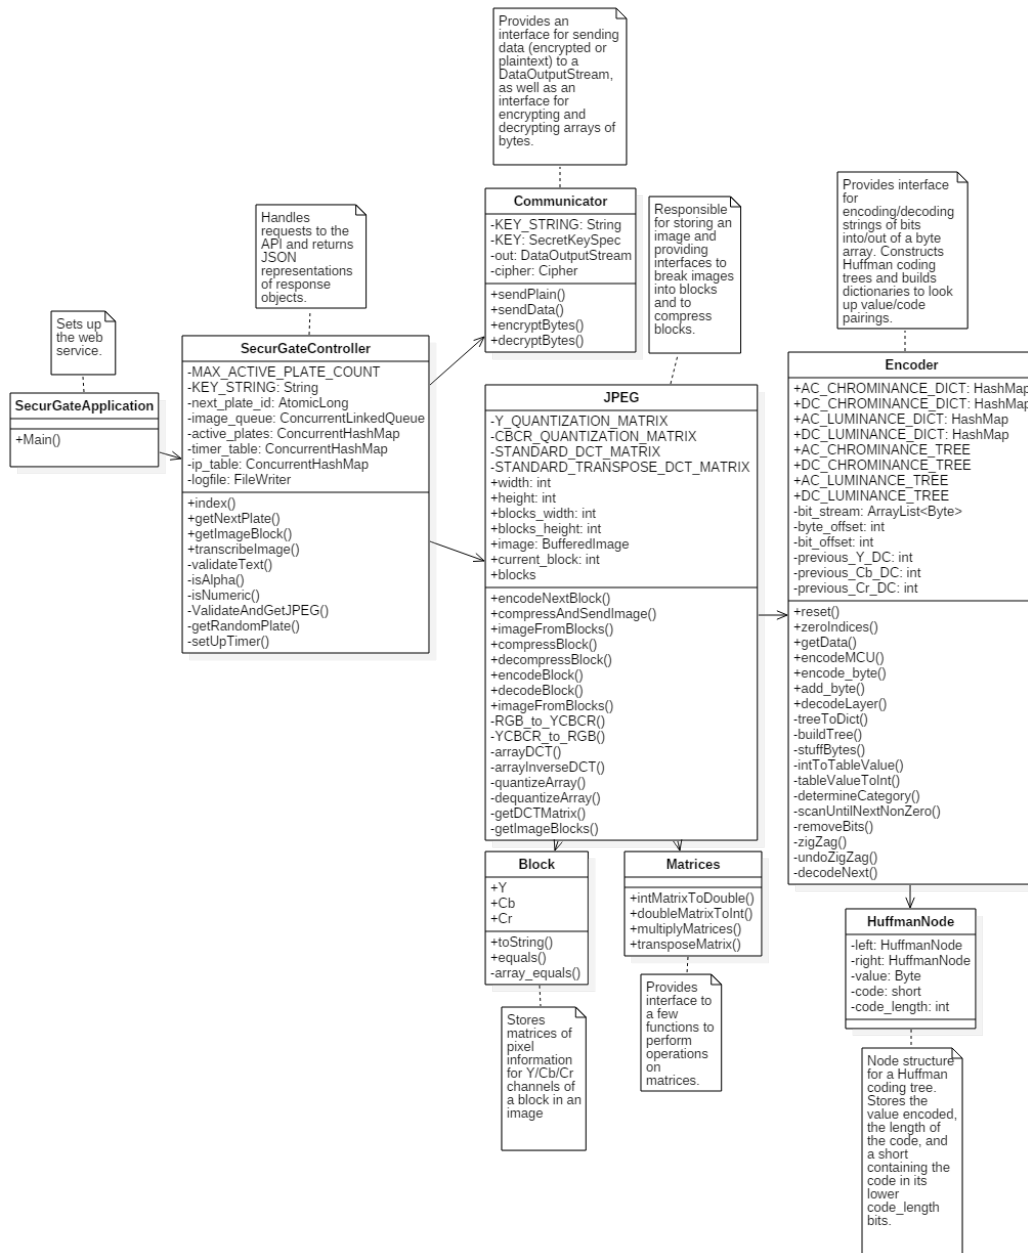 Provides an
interface for sending
data (encrypted or
plaintext) to a
DataOutputStream,
as well as an
interface for
encrypting and
decrypting arrays of
bytes.
Communicator
-KEY_STRING: String
-KEY: SecretKeySpec
-out: DataOutputStream
-cipher: Cipher
+sendPlain()
+sendData()
+encryptBytes()
+decryptBytes()
Handles
requests to the
API and returns
JSON
representations
of response
objects.
Sets up
the web
service.
SecurGateApplication
+Main()
SecurGateController
-MAX_ACTIVE_PLATE_COUNT
-KEY_STRING: String
-next_plate_id: AtomicLong
-image_queue: ConcurrentLinkedQueue
-active_plates: ConcurrentHashMap
-timer_table: ConcurrentHashMap
-ip_table: ConcurrentHashMap
-logfile: FileWriter
+index()
+getNextPlate()
+getImageBlock()
+transcribeImage()
-validateText()
-isAlpha()
-isNumeric()
-ValidateAndGetJPEG()
-getRandomPlate()
-setUpTimer()
Responsible
for storing an
image and
providing
interfaces to
break images
into blocks
and to
compress
blocks.
JPEG
-Y_QUANTIZATION_MATRIX
-CBCR_QUANTIZATION_MATRIX
-STANDARD_DCT_MATRIX
-STANDARD_TRANSPOSE_DCT_MATRIX
+width: int
+height: int
+blocks_width: int
+blocks_height: int
+image: BufferedImage
+current_block: int
+blocks
+encodeNextBlock()
+compressAndSendImage()
+imageFromBlocks()
+compressBlock()
+decompressBlock()
+encodeBlock()
+decodeBlock()
+imageFromBlocks()
-RGB_to_YCBCR()
-YCBCR_to_RGB()
-arrayDCT()
-arrayInverseDCT()
-quantizeArray()
-dequantizeArray()
-getDCTMatrix()
-getImageBlocks()
Provides interface
for
encoding/decoding
strings of bits
into/out of a byte
array. Constructs
Huffman coding
trees and builds
dictionaries to look
up value/code
pairings.
Encoder
+AC_CHROMINANCE_DICT: HashMap
+DC_CHROMINANCE_DICT: HashMap
+AC_LUMINANCE_DICT: HashMap
+DC_LUMINANCE_DICT: HashMap
+AC_CHROMINANCE_TREE
+DC_CHROMINANCE_TREE
+AC_LUMINANCE_TREE
+DC_LUMINANCE_TREE
-bit_stream: ArrayList<Byte>
-byte_offset: int
-bit_offset: int
-previous_Y_DC: int
-previous_Cb_DC: int
-previous_Cr_DC: int
+reset()
+zeroIndices()
+getData()
+encodeMCU()
+encode_byte()
+add_byte()
+decodeLayer()
-treeToDict()
-buildTree()
-stuffBytes()
-intToTableValue()
-tableValueToInt()
-determineCategory()
-scanUntilNextNonZero()
-removeBits()
-zigZag()
-undoZigZag()
-decodeNext()
Block
+Y
+Cb
+Cr
+toString()
+equals()
-array_equals()
Matrices
+intMatrixToDouble()
+doubleMatrixToInt()
+multiplyMatrices()
+transposeMatrix()
HuffmanNode
-left: HuffmanNode
-right: HuffmanNode
-value: Byte
-code: short
-code_length: int
Stores
matrices of
pixel
information
for Y/Cb/Cr
channels of
a block in an
image
Provides
interface to
a few
functions to
perform
operations
on
matrices.
Node structure
for a Huffman
coding tree.
Stores the
value encoded,
the length of
the code, and
a short
containing the
code in its
lower
code_length
bits.